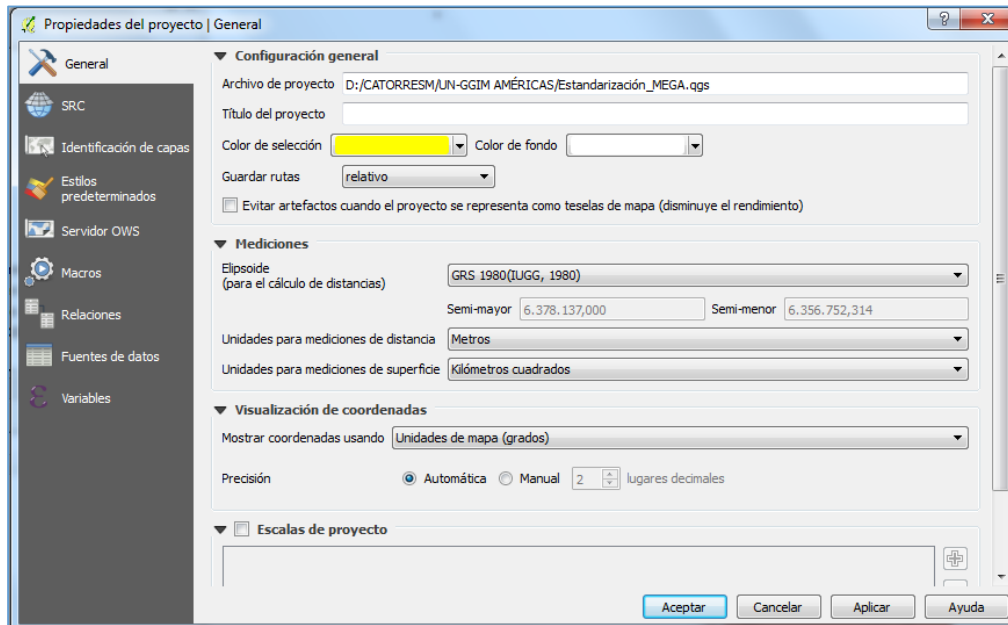 Propiedades del proyecto | General
General
SRC
Identificación de capas
Estilos
predeterminados
Servidor OWS
Macros
Relaciones
Fuentes de datos
Variables
Configuración general
Archivo de proyecto D:/CATORRESM/UN-GGIM AMÉRICAS/Estandarización_MEGA.qgs
Título del proyecto
Color de selección Color de fondo
Guardar rutas relativo
Evitar artefactos cuando el proyecto se representa como teselas de mapa (disminuye el rendimiento)
Mediciones
Elipsoide
(para el cálculo de distancias) GRS 1980(IUGG, 1980)
Semi-mayor 6.378.137,000 Semi-menor 6.356.752,314
Unidades para mediciones de distancia Metros
Unidades para mediciones de superficie Kilómetros cuadrados
Visualización de coordenadas
Mostrar coordenadas usando Unidades de mapa (grados)
Precisión Automática Manual 2 lugares decimales
Escalas de proyecto
Aceptar Cancelar Aplicar Ayuda